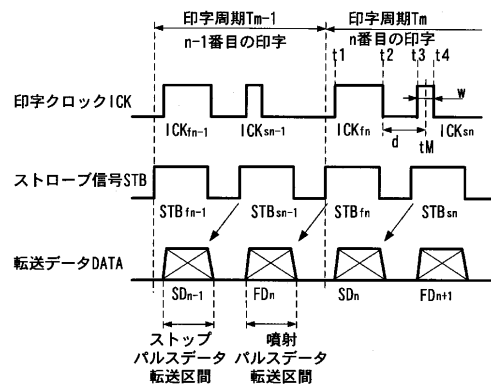 印字周期Tm-1
印字周期Tm
n-1番目の印字
n番目の印字
t1
t2
t3
t4
印字クロックICK
w
ICKfn-1
ICKsn-1
ICKfn
d
tM
ICKsn
ストローブ信号STB
STBfn-1
STBsn-1
STBfn
STBsn
転送データDATA
SDn-1
FDn
SDn
FDn+1
ストップ
パルスデータ
転送区間
噴射
パルスデータ
転送区間